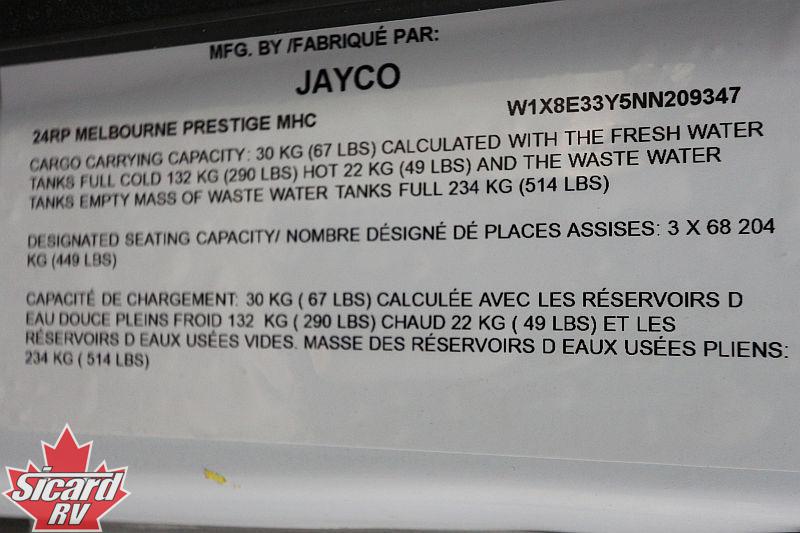 MFG. BY /FABRIQUÉ PAR:
JAYCO
24RP MELBOURNE PRESTIGE MHC W1X8E33Y5NN209347
CARGO CARRYING CAPACITY: 30 KG (67 LBS) CALCULATED WITH THE FRESH WATER
TANKS FULL COLD 132 KG (290 LBS) HOT 22 KG (49 LBS) AND THE WASTE WATER
TANKS EMPTY MASS OF WASTE WATER TANKS FULL 234 KG (514 LBS)
DESIGNATED SEATING CAPACITY/ NOMBRE DÉSIGNÉ DÉ PLACES ASSISES: 3 X 68 204
KG (449 LBS)
CAPACITÉ DE CHARGEMENT: 30 KG ( 67 LBS) CALCULÉE AVEC LES RÉSERVOIRS D
EAU DOUCE PLEINS FROID 132 KG ( 290 LBS) CHAUD 22 KG ( 49 LBS) ET LES
RÉSERVOIRS D EAUX USÉES VIDES. MASSE DES RÉSERVOIRS D EAUX USÉES PLIENS:
234 KG ( 514 LBS)
Sicard
RV